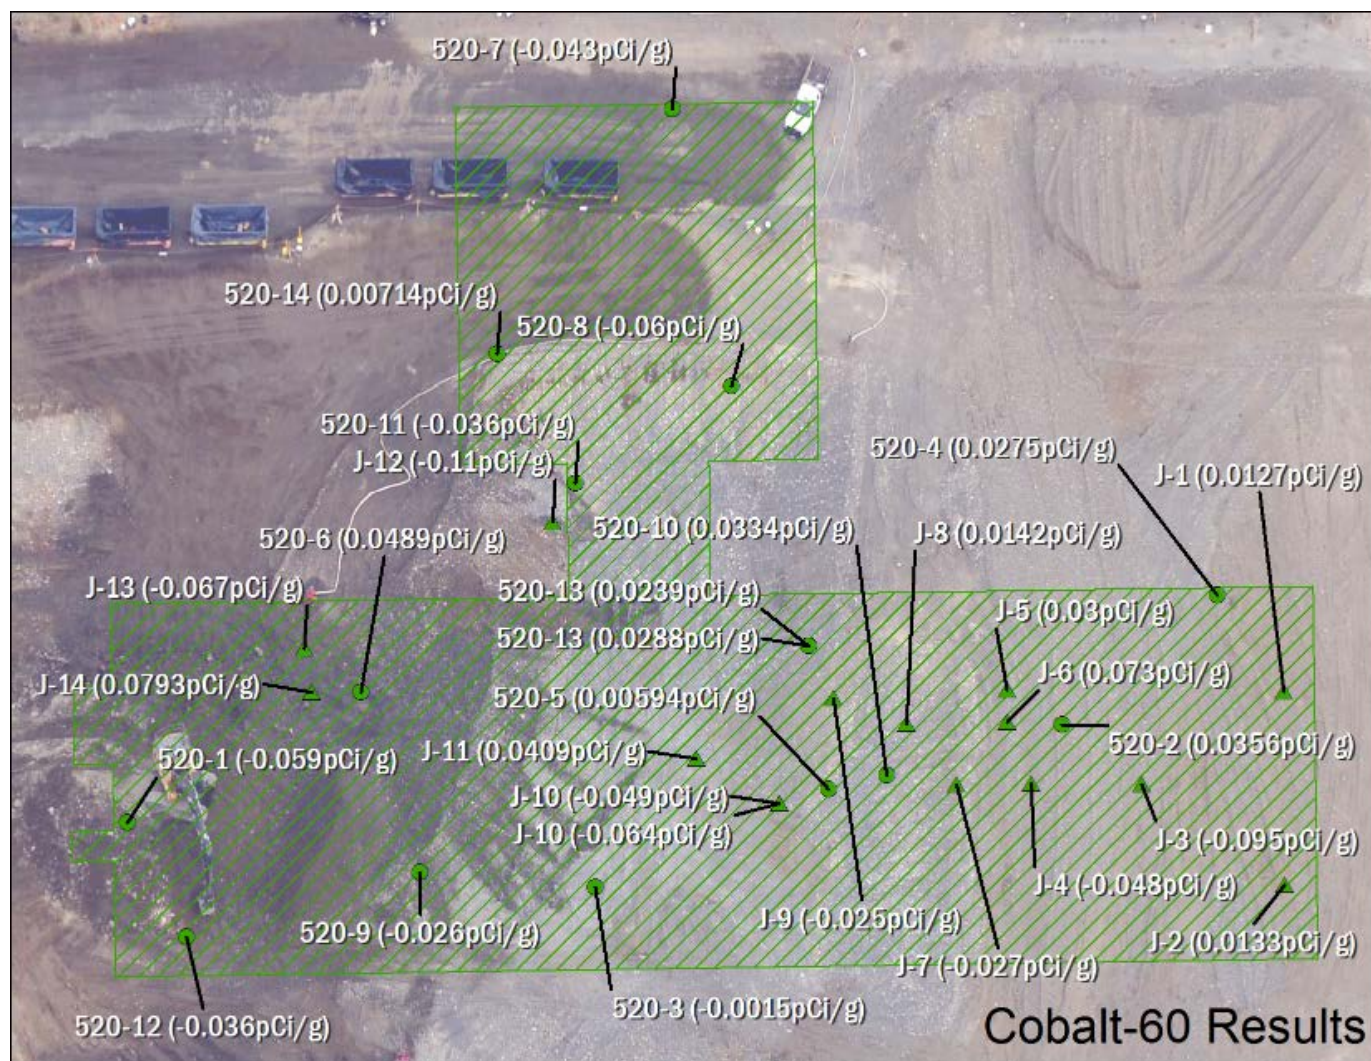 520-7 (-0.043pCi/g)
520-14 (0.00714pCi/g)
520-8 (-0.06pCi/g)
520-11 (-0.036pCi/g)
J-12 (-0.11pCi/g)
520-4 (0.0275pCi/g)
J-1 (0.0127pCi/g)
520-6 (0.0489pCi/g)
520-10 (0.0334pCi/g)
J-8 (0.0142pCi/g)
J-13 (-0.067pCi/g)
520-13 (0.0239pCi/g)
J-5 (0.03pCi/g)
520-13 (0.0288pCi/g)
J-14 (0.0793pCi/g)
J-6 (0.073pCi/g)
520-5 (0.00594pCi/g)
520-1 (-0.059pCi/g)
J-11 (0.0409pCi/g)
520-2 (0.0356pCi/g)
J-10 (-0.049pCi/g)
J-10 (-0.064pCi/g)
J-3 (-0.095pCi/g)
J-4 (-0.048pCi/g)
520-9 (-0.026pCi/g)
J-9 (-0.025pCi/g)
J-2 (0.0133pCi/g)
J-7 (-0.027pCi/g)
520-3 (-0.0015pCi/g)
520-12 (-0.036pCi/g)
Cobalt-60 Results